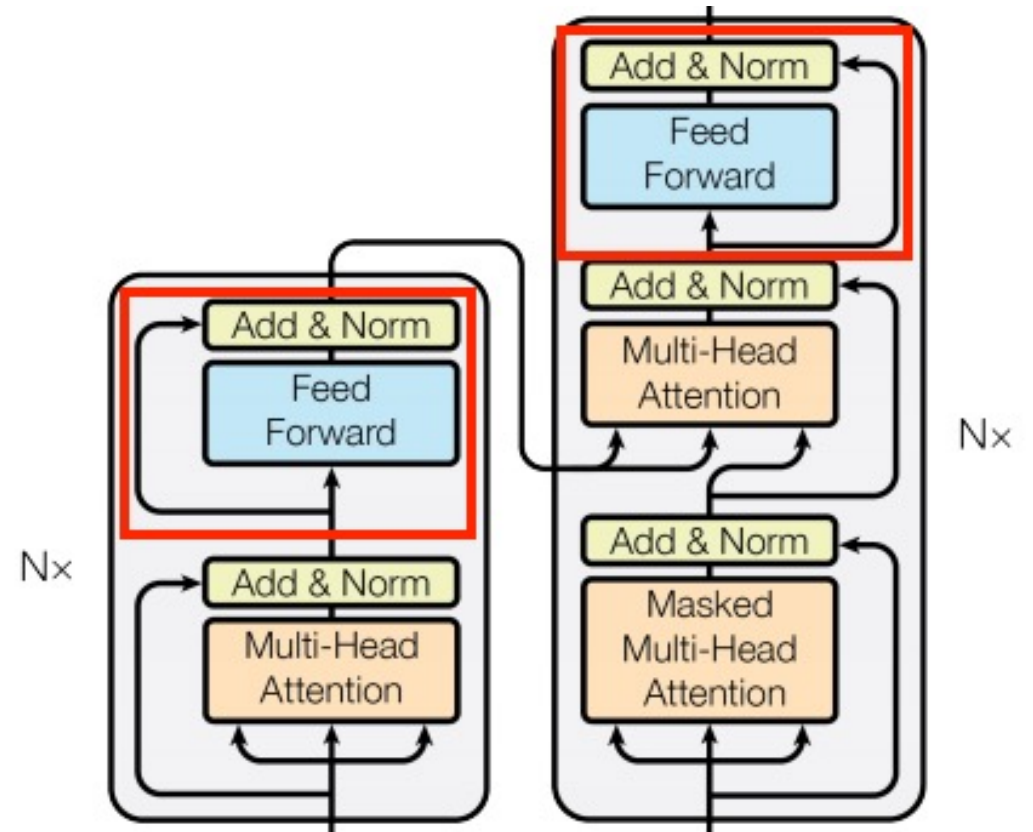 Add & Norm
Feed
Forward
Add & Norm
Multi-Head
Attention
Nx
Add & Norm
Feed
Forward
Add & Norm
Multi-Head
Attention
Add & Norm
Masked
Multi-Head
Attention
Nx